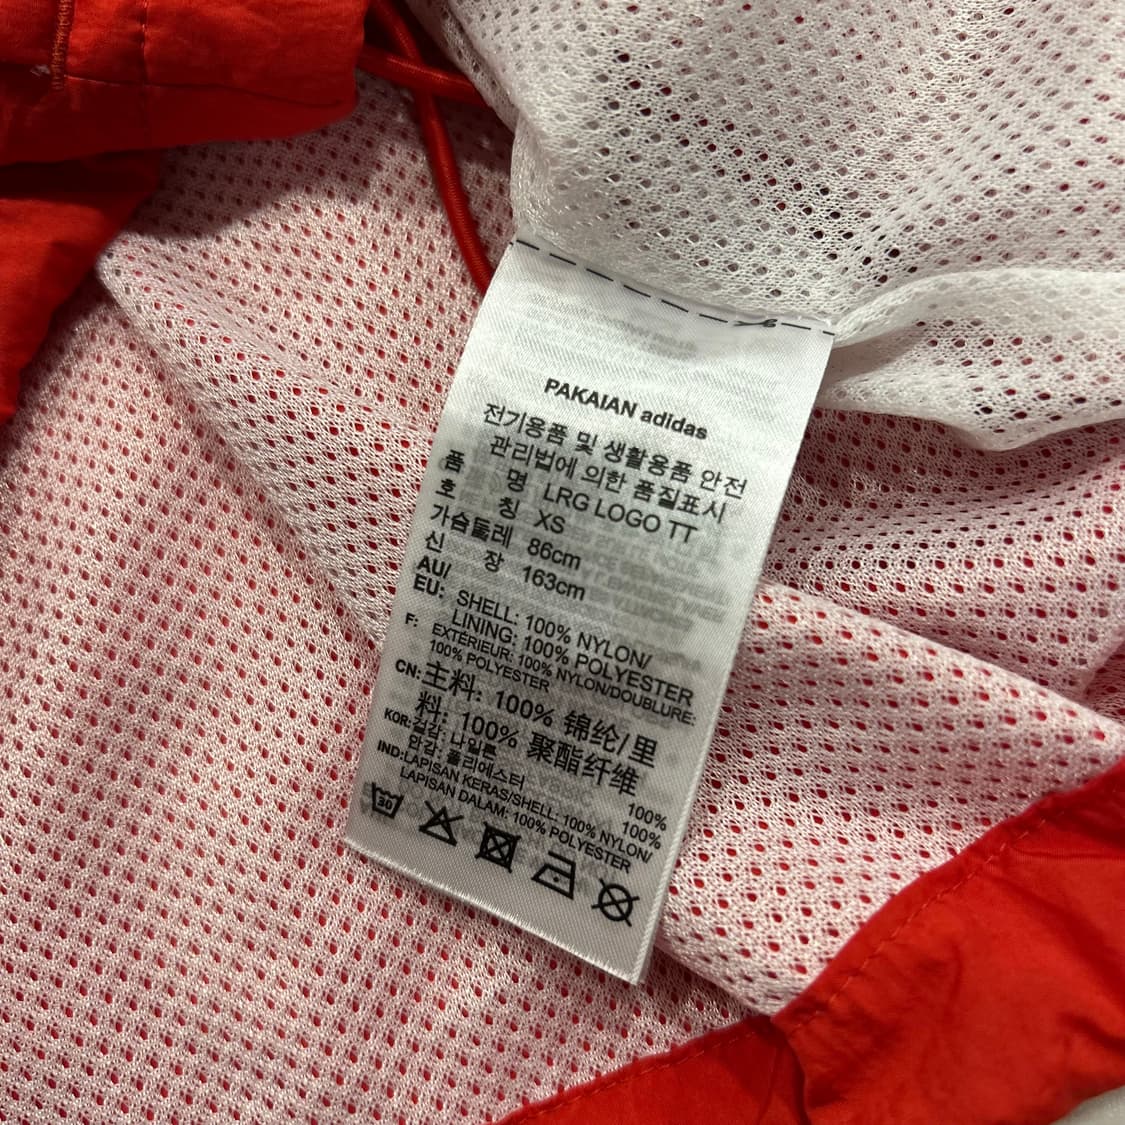 PAKAIAN adidas
전기용품 및 생활용품 안전
관리법에 의한 품질표시
품 명 LRG LOGO TT
호 칭 XS
가슴둘레 86cm
신 장 163cm
AU/
EU: SHELL: 100% NYLON/
LINING: 100% POLYESTER
F: EXTÉRIEUR: 100% NYLON/DOUBLURE:
100% POLYESTER
CN: 主料: 100% 锦纶/里
料: 100% 聚酯纤维
KOR: 겉감: 나일론 100%
안감: 폴리에스터 100%
IND: LAPISAN KERAS/SHELL: 100% NYLON/
LAPISAN DALAM: 100% POLYESTER
30